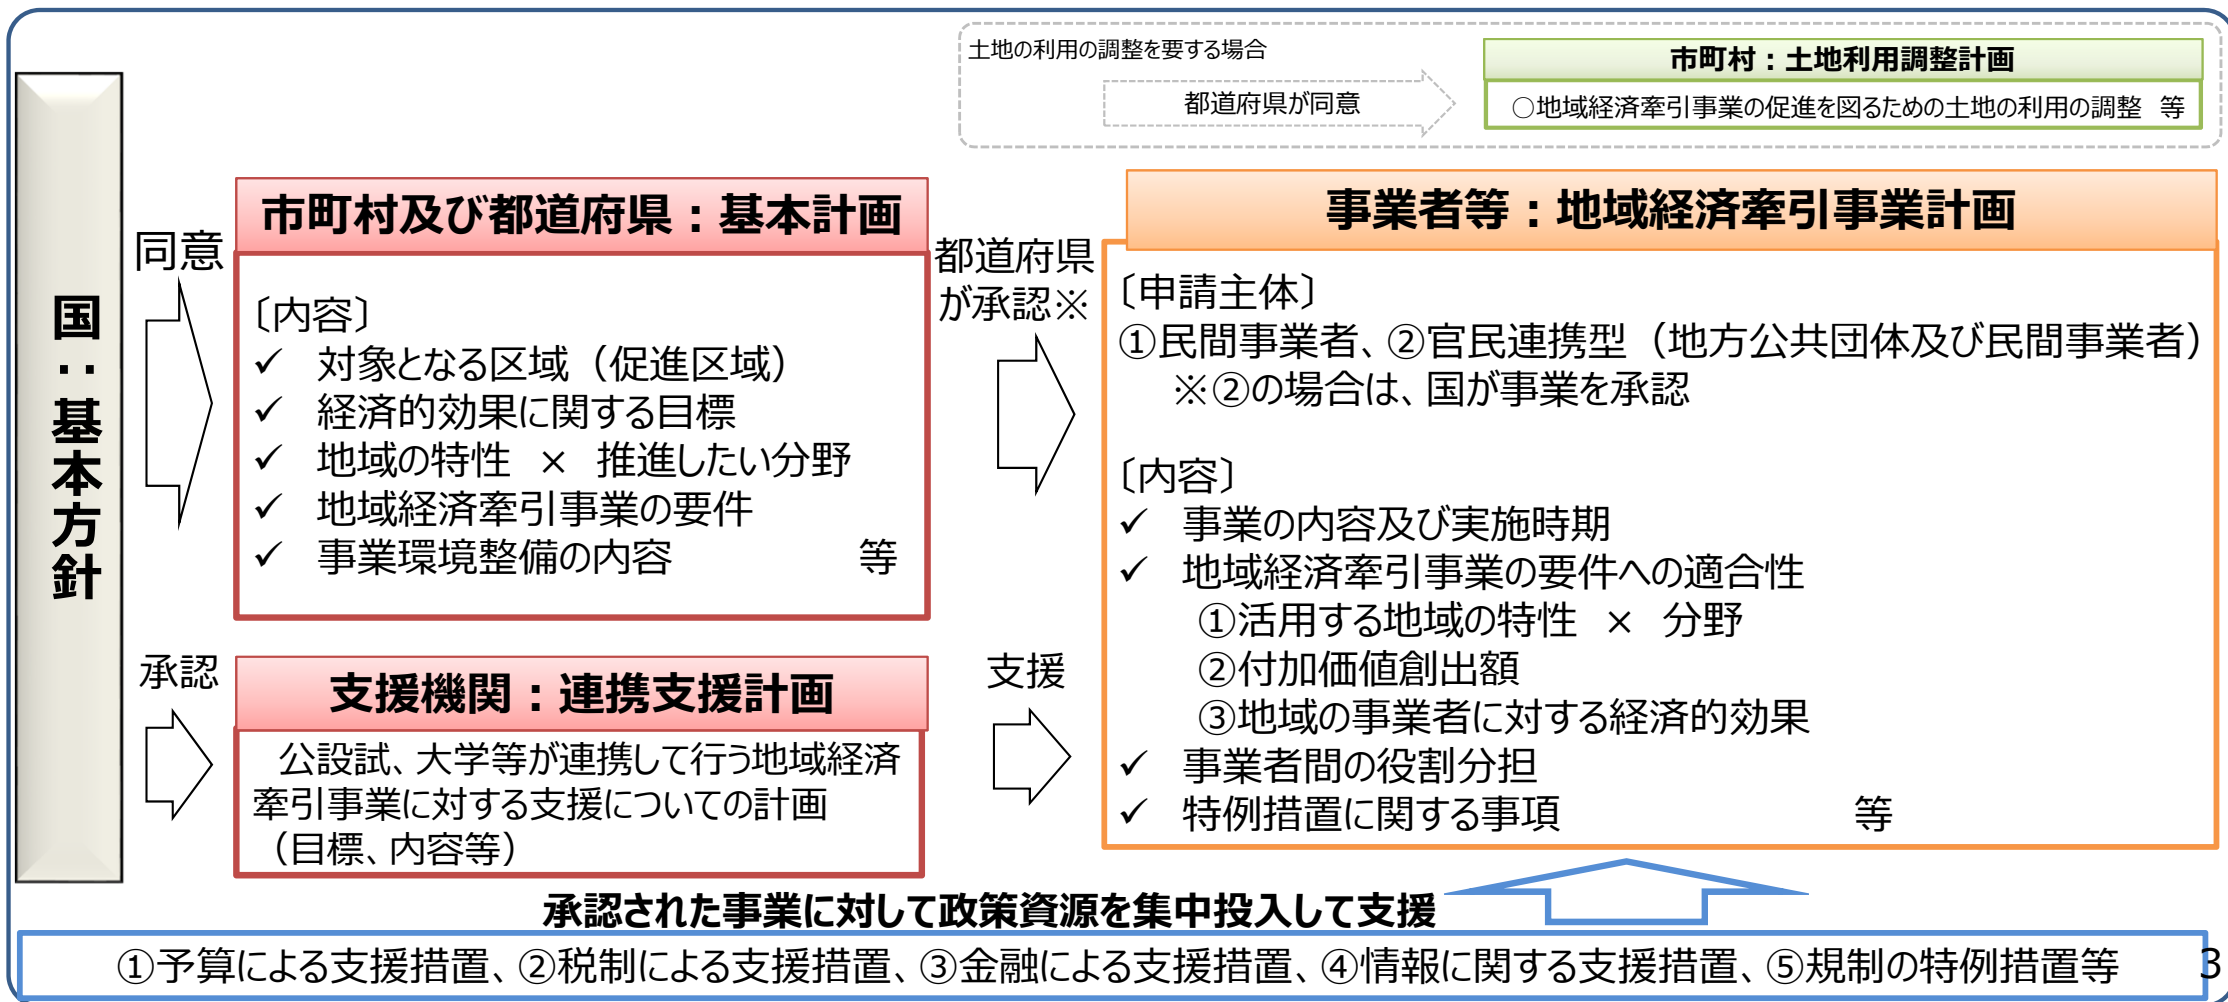 土地の利用の調整を要する場合
都道府県が同意
市町村：土地利用調整計画
○地域経済牽引事業の促進を図るための土地の利用の調整　等
国：基本方針
同意
市町村及び都道府県：基本計画
〔内容〕
✓ 対象となる区域（促進区域）
✓ 経済的効果に関する目標
✓ 地域の特性　×　推進したい分野
✓ 地域経済牽引事業の要件
✓ 事業環境整備の内容　等
都道府県
が承認※
事業者等：地域経済牽引事業計画
〔申請主体〕
①民間事業者、②官民連携型（地方公共団体及び民間事業者）
※②の場合は、国が事業を承認
〔内容〕
✓ 事業の内容及び実施時期
✓ 地域経済牽引事業の要件への適合性
①活用する地域の特性　×　分野
②付加価値創出額
③地域の事業者に対する経済的効果
✓ 事業者間の役割分担
✓ 特例措置に関する事項　等
承認
支援機関：連携支援計画
公設試、大学等が連携して行う地域経済
牽引事業に対する支援についての計画
（目標、内容等）
支援
承認された事業に対して政策資源を集中投入して支援
①予算による支援措置、②税制による支援措置、③金融による支援措置、④情報に関する支援措置、⑤規制の特例措置等
3